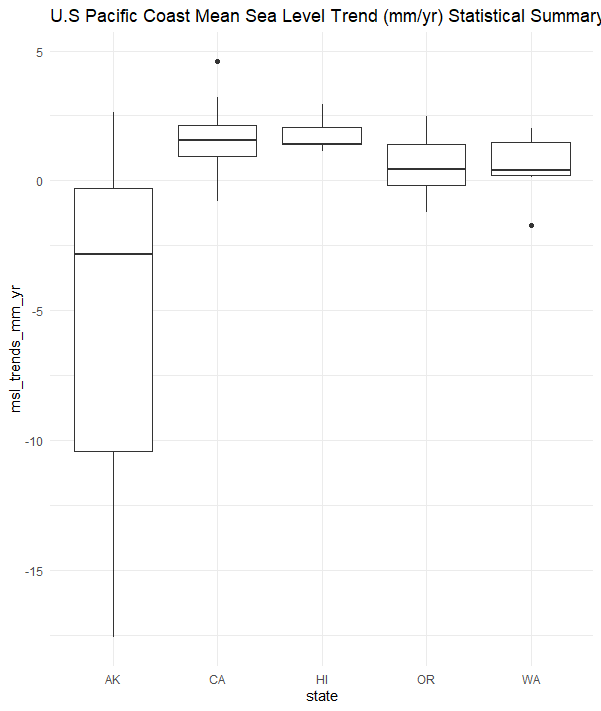 U.S Pacific Coast Mean Sea Level Trend (mm/yr) Statistical Summary
msl_trends_mm_yr
5
0
-5
-10
-15
AK CA HI OR WA
state